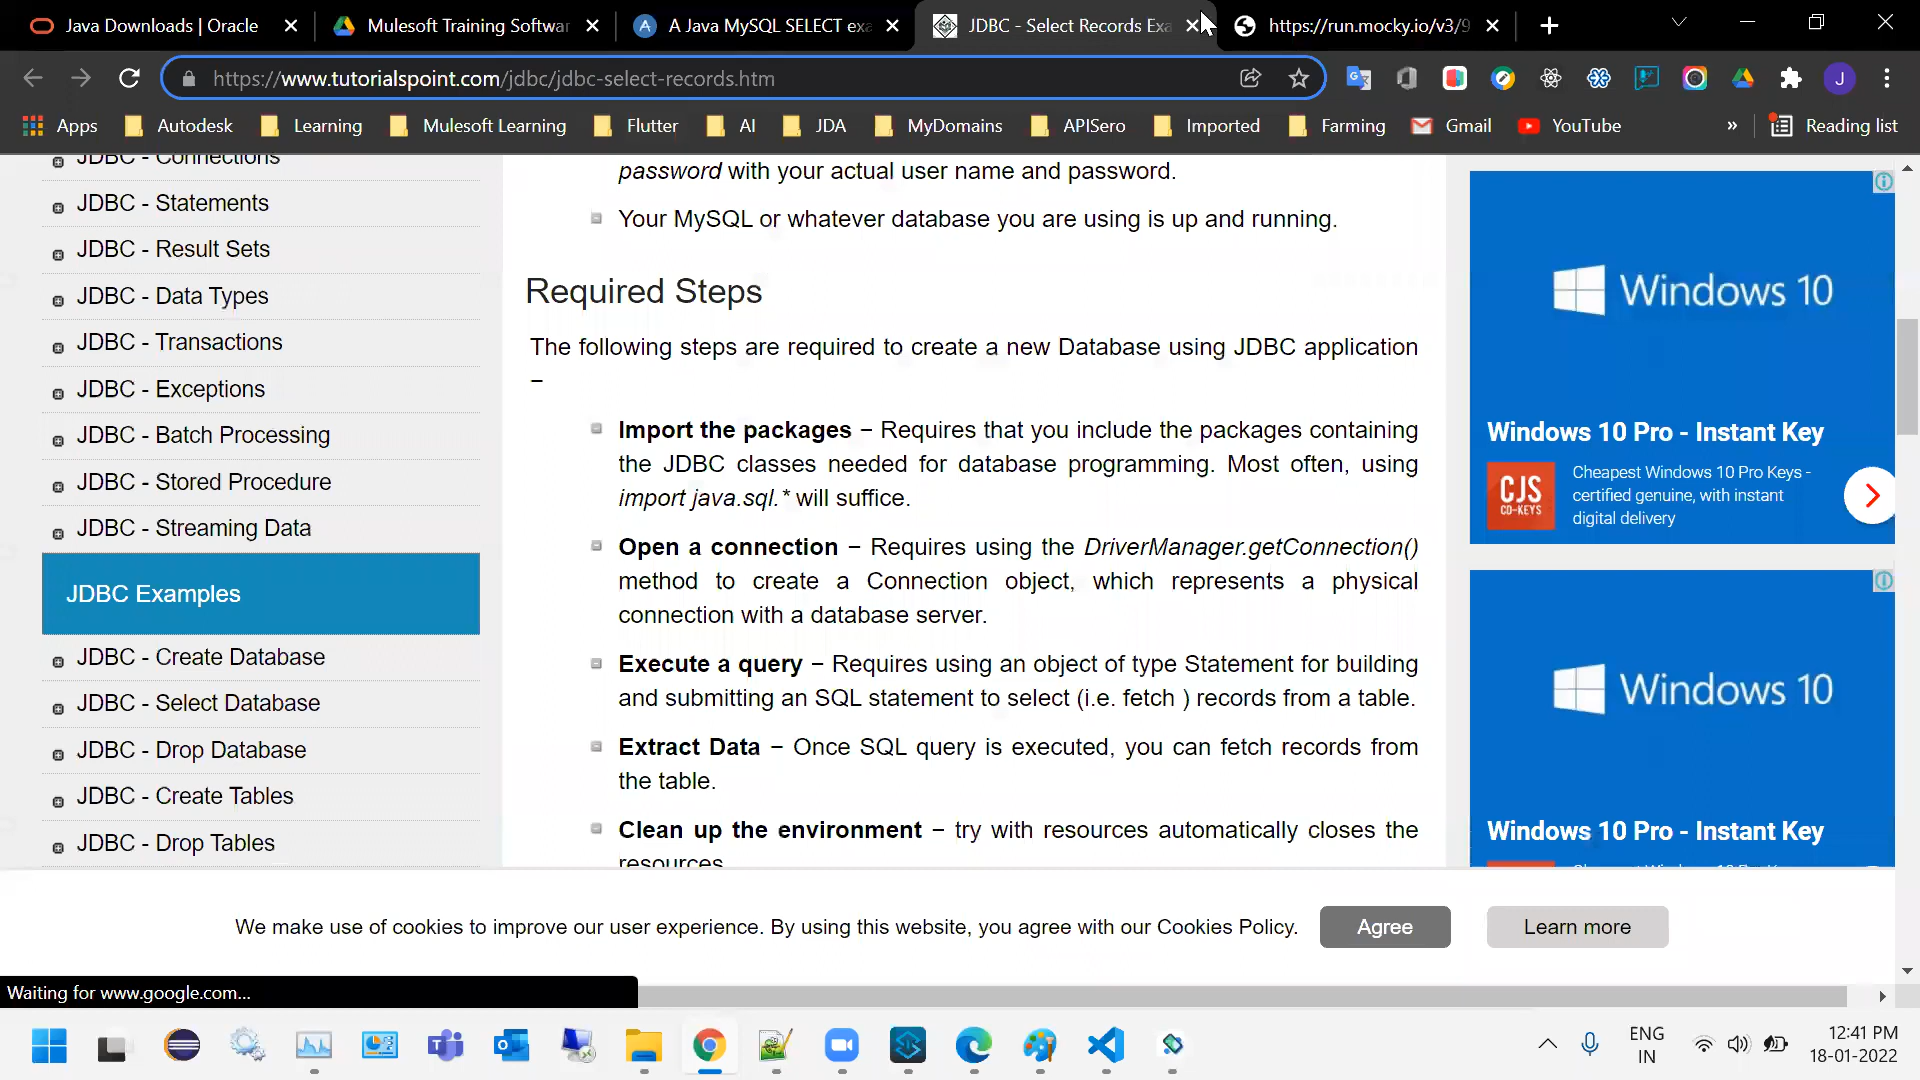 Java Downloads | Oracle
Mulesoft Training Softwar
A Java MySQL SELECT exa
JDBC - Select Records Exa
https://run.mocky.io/v3/9
https://www.tutorialspoint.com/jdbc/jdbc-select-records.htm
J
Apps
Autodesk
Learning
Mulesoft Learning
Flutter
AI
JDA
MyDomains
APISero
Imported
Farming
Gmail
YouTube
»
Reading list
JDBC - Connections
JDBC - Statements
JDBC - Result Sets
JDBC - Data Types
JDBC - Transactions
JDBC - Exceptions
JDBC - Batch Processing
JDBC - Stored Procedure
JDBC - Streaming Data
JDBC Examples
JDBC - Create Database
JDBC - Select Database
JDBC - Drop Database
JDBC - Create Tables
JDBC - Drop Tables
password with your actual user name and password.
Your MySQL or whatever database you are using is up and running.
Required Steps
The following steps are required to create a new Database using JDBC application
–
Import the packages − Requires that you include the packages containing
the JDBC classes needed for database programming. Most often, using
import java.sql.* will suffice.
Open a connection − Requires using the DriverManager.getConnection()
method to create a Connection object, which represents a physical
connection with a database server.
Execute a query − Requires using an object of type Statement for building
and submitting an SQL statement to select (i.e. fetch ) records from a table.
Extract Data − Once SQL query is executed, you can fetch records from
the table.
Clean up the environment − try with resources automatically closes the
resources
Windows 10
Windows 10 Pro - Instant Key
CJS
CD-KEYS
Cheapest Windows 10 Pro Keys -
certified genuine, with instant
digital delivery
Windows 10
Windows 10 Pro - Instant Key
We make use of cookies to improve our user experience. By using this website, you agree with our Cookies Policy.
Agree
Learn more
Waiting for www.google.com...
ENG
IN
12:41 PM
18-01-2022